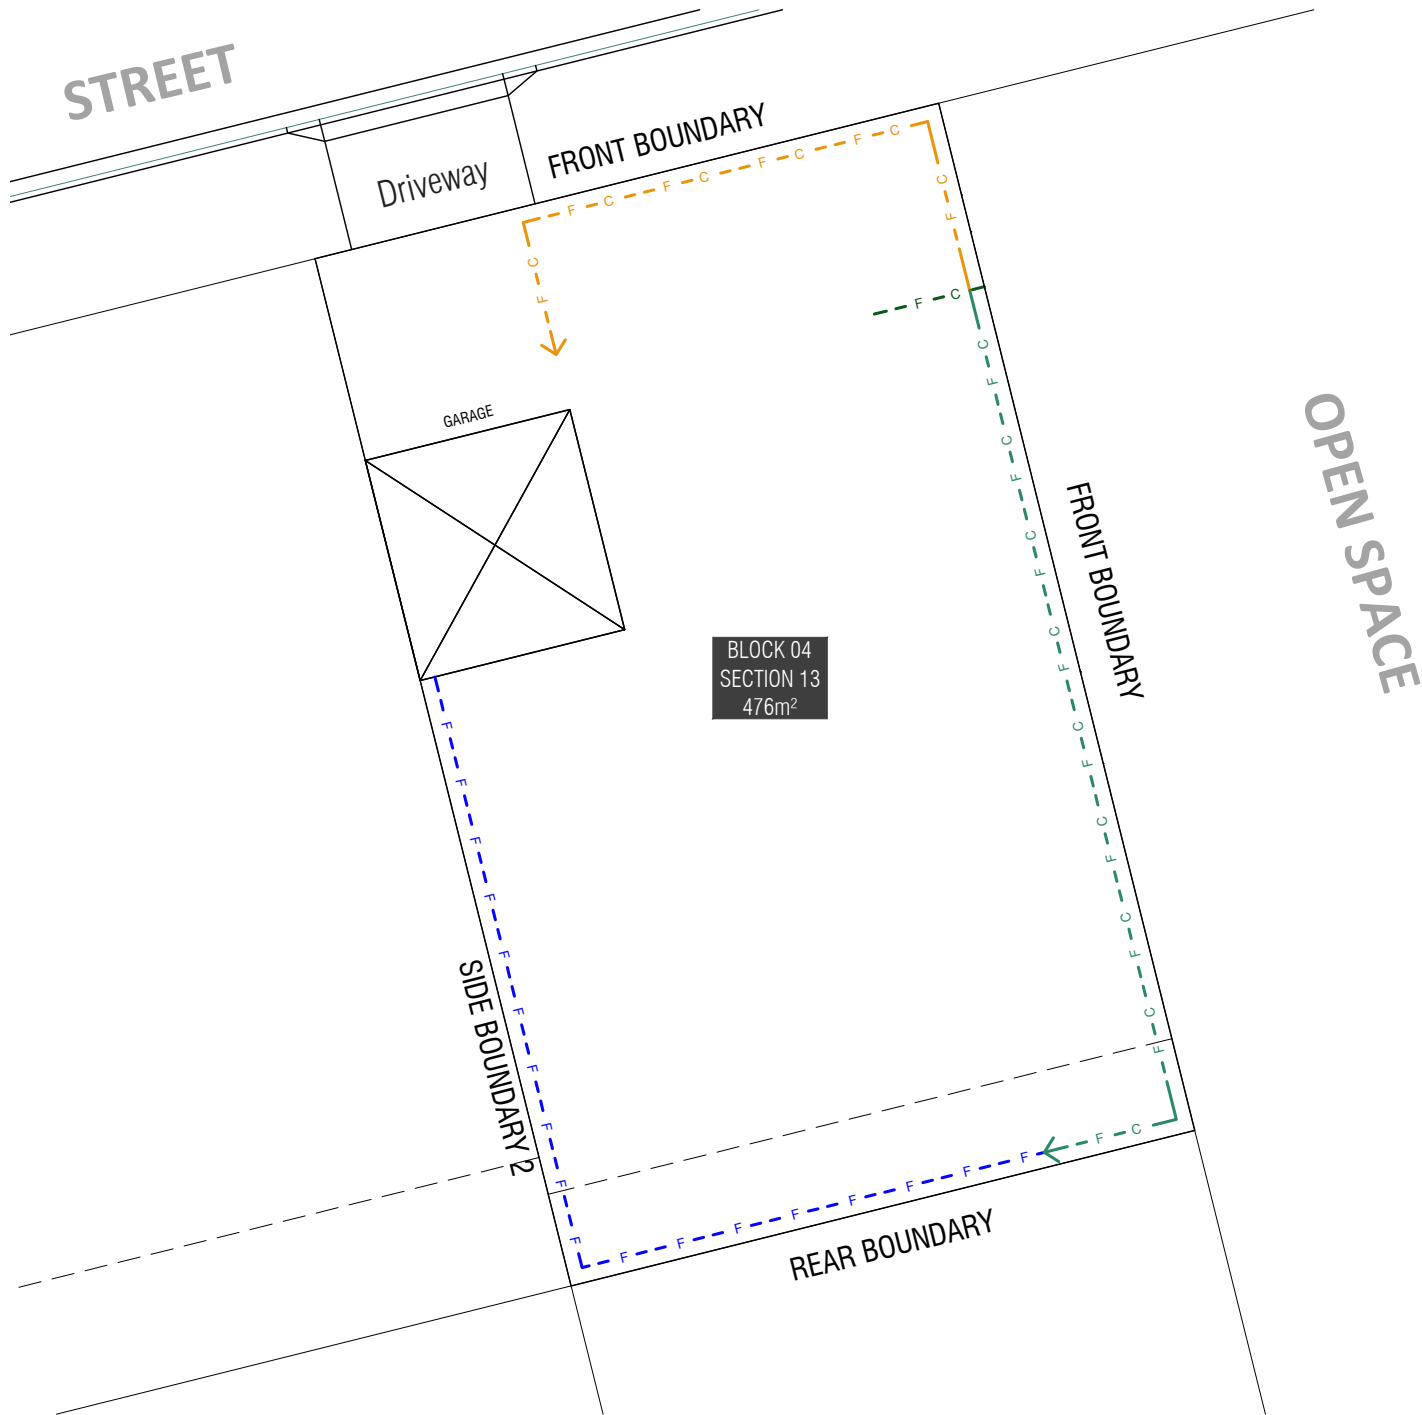 STREET
FRONT BOUNDARY
Driveway
F C F C F C F C
C F
C F
F C
GARAGE
OPEN SPACE
FRONT BOUNDARY
C F C F C F C F C F C F C F C F
BLOCK 04
SECTION 13
476m²
F F F F F F F F F F
SIDE BOUNDARY 2
F C
F F F F F F F F
REAR BOUNDARY